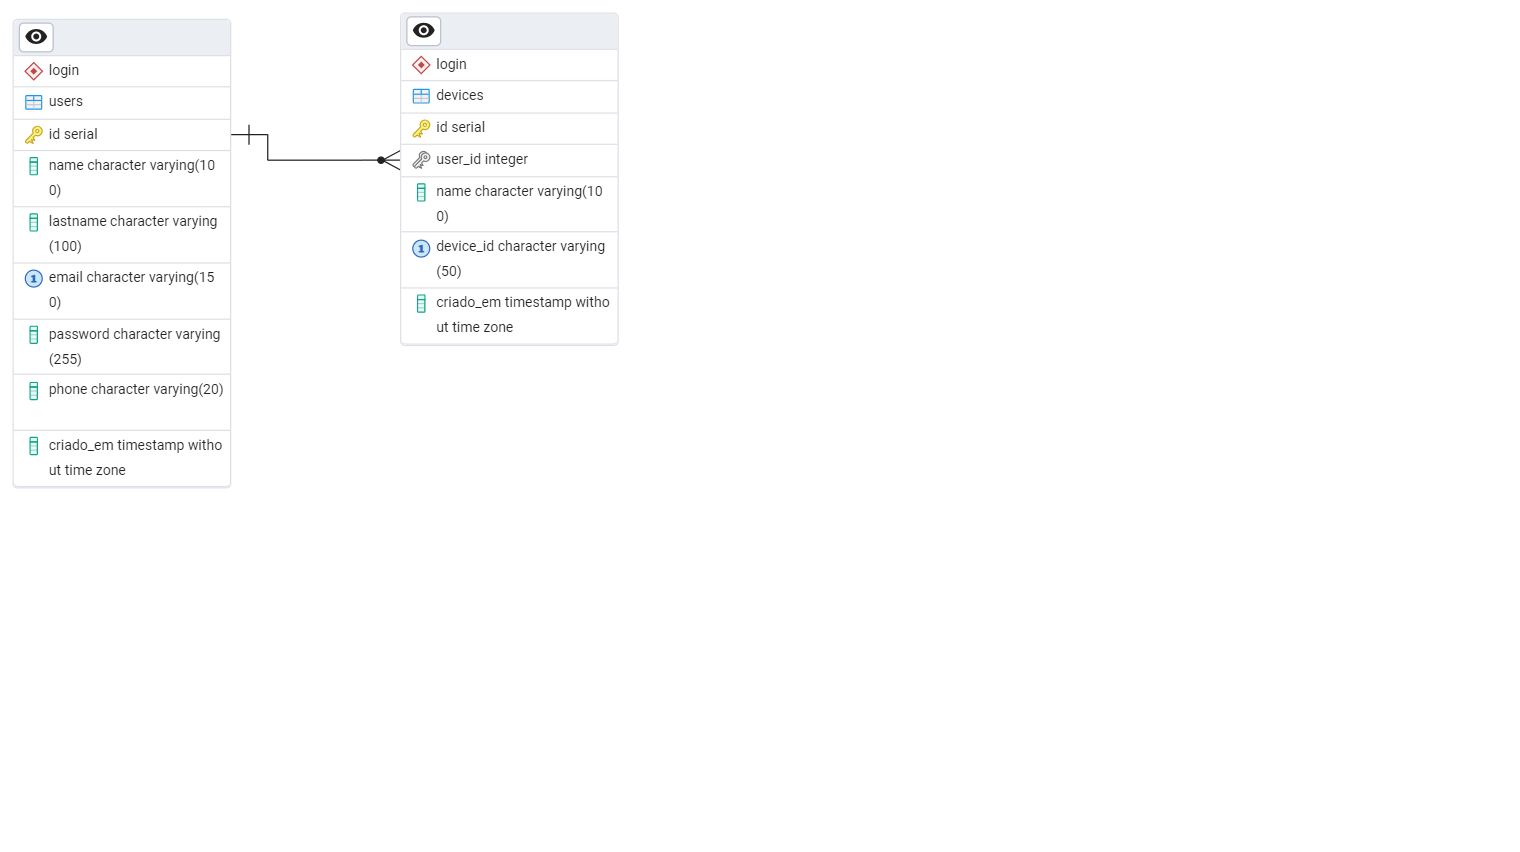 login
users
id serial
name character varying(10
0)
lastname character varying
(100)
1
email character varying(15
0)
password character varying
(255)
phone character varying(20)
criado_em timestamp witho
ut time zone
login
devices
id serial
user_id integer
name character varying(10
0)
1
device_id character varying
(50)
criado_em timestamp witho
ut time zone